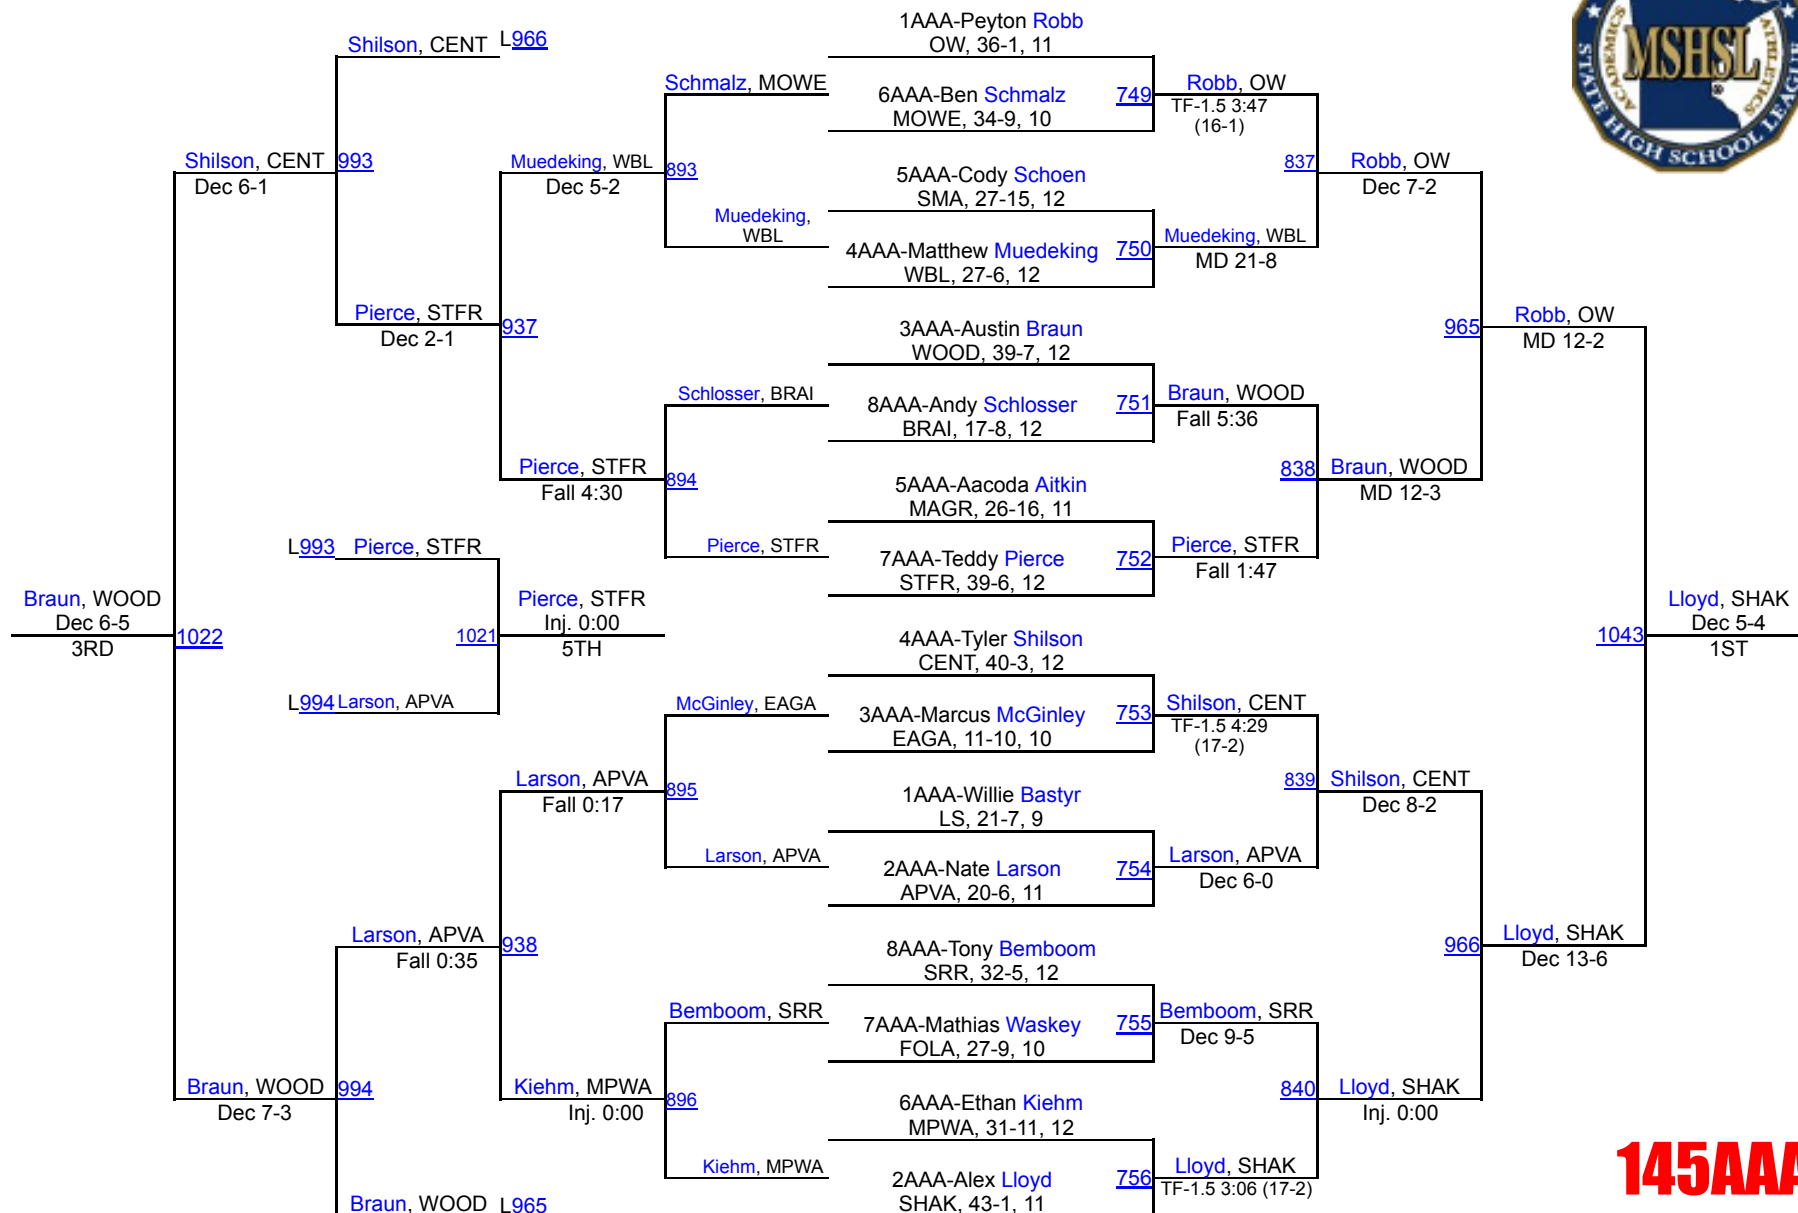 1AAA-Peyton Robb
OW, 36-1, 11
6AAA-Ben Schmalz
MOWE, 34-9, 10
5AAA-Cody Schoen
SMA, 27-15, 12
4AAA-Matthew Muedeking
WBL, 27-6, 12
3AAA-Austin Braun
WOOD, 39-7, 12
8AAA-Andy Schlosser
BRAI, 17-8, 12
5AAA-Aacoda Aitkin
MAGR, 26-16, 11
7AAA-Teddy Pierce
STFR, 39-6, 12
4AAA-Tyler Shilson
CENT, 40-3, 12
3AAA-Marcus McGinley
EAGA, 11-10, 10
1AAA-Willie Bastyr
LS, 21-7, 9
2AAA-Nate Larson
APVA, 20-6, 11
8AAA-Tony Bemboom
SRR, 32-5, 12
7AAA-Mathias Waskey
FOLA, 27-9, 10
6AAA-Ethan Kiehm
MPWA, 31-11, 12
2AAA-Alex Lloyd
SHAK, 43-1, 11
749
Robb, OW
TF-1.5 3:47
(16-1)
750
Muedeking, WBL
MD 21-8
751
Braun, WOOD
Fall 5:36
752
Pierce, STFR
Fall 1:47
753
Shilson, CENT
TF-1.5 4:29
(17-2)
754
Larson, APVA
Dec 6-0
755
Bemboom, SRR
Dec 9-5
756
Lloyd, SHAK
TF-1.5 3:06 (17-2)
837
Robb, OW
Dec 7-2
838
Braun, WOOD
MD 12-3
839
Shilson, CENT
Dec 8-2
840
Lloyd, SHAK
Inj. 0:00
965
Robb, OW
MD 12-2
966
Lloyd, SHAK
Dec 13-6
1043
Lloyd, SHAK
Dec 5-4
1ST
Schmalz, MOWE
Muedeking,
WBL
893
Muedeking, WBL
Dec 5-2
Schlosser, BRAI
Pierce, STFR
894
Pierce, STFR
Fall 4:30
McGinley, EAGA
Larson, APVA
895
Larson, APVA
Fall 0:17
Bemboom, SRR
Kiehm, MPWA
896
Kiehm, MPWA
Inj. 0:00
937
Pierce, STFR
Dec 2-1
938
Larson, APVA
Fall 0:35
Shilson, CENT L966
993
Shilson, CENT
Dec 6-1
Braun, WOOD L965
994
Braun, WOOD
Dec 7-3
1022
Braun, WOOD
Dec 6-5
3RD
L993 Pierce, STFR
L994 Larson, APVA
1021
Pierce, STFR
Inj. 0:00
5TH
MSHSL
ACADEMICS
ATHLETICS
STATE HIGH SCHOOL LEAGUE
®
145AAA